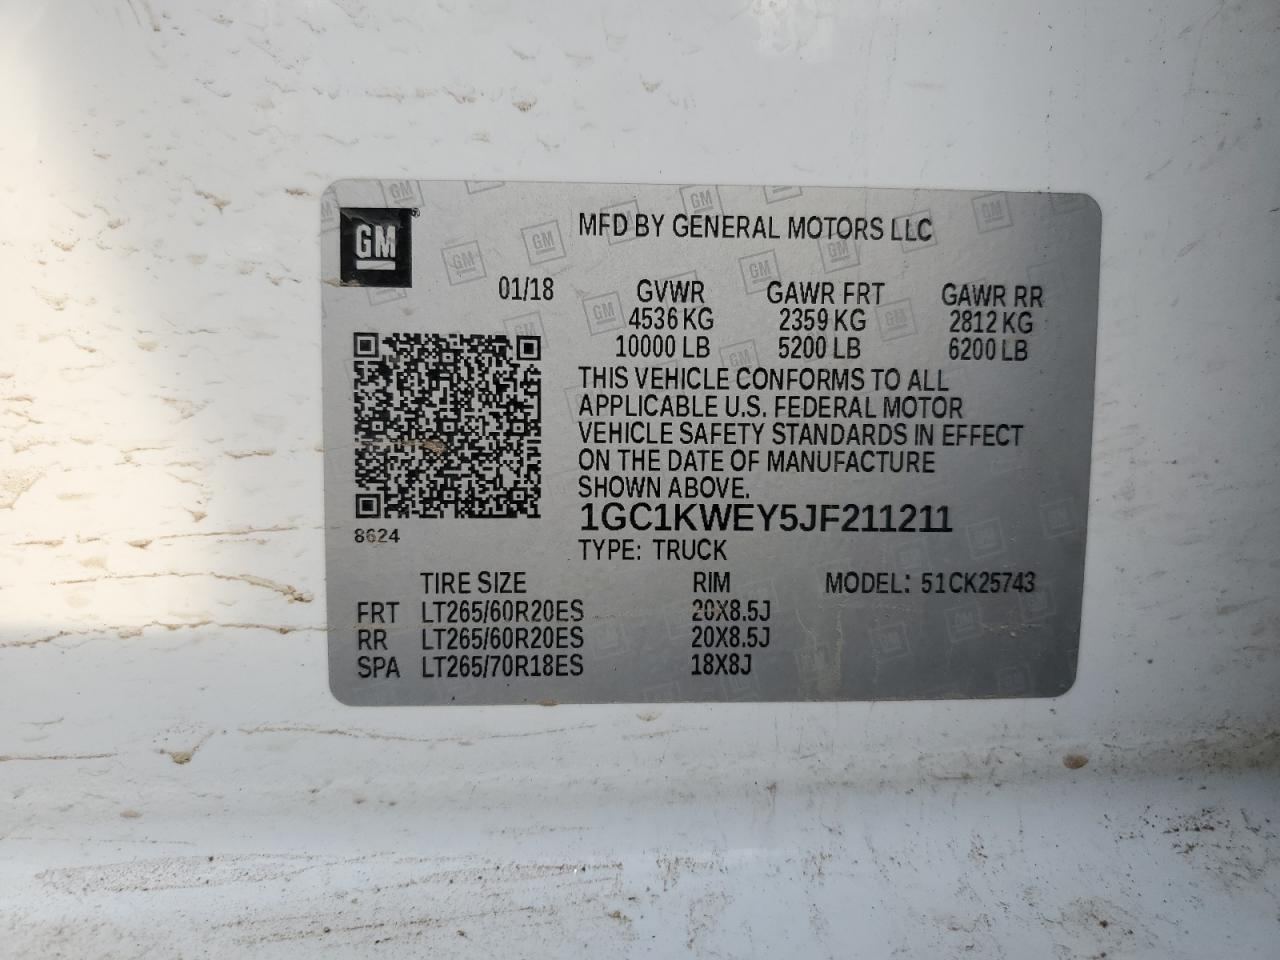 GM
MFD BY GENERAL MOTORS LLC
01/18 GVWR GAWR FRT GAWR RR
4536 KG 2359 KG 2812 KG
10000 LB 5200 LB 6200 LB
THIS VEHICLE CONFORMS TO ALL
APPLICABLE U.S. FEDERAL MOTOR
VEHICLE SAFETY STANDARDS IN EFFECT
ON THE DATE OF MANUFACTURE
SHOWN ABOVE.
1GC1KWEY5JF211211
8624
TYPE: TRUCK
TIRE SIZE RIM MODEL: 51CK25743
FRT LT265/60R20ES 20X8.5J
RR LT265/60R20ES 20X8.5J
SPA LT265/70R18ES 18X8J